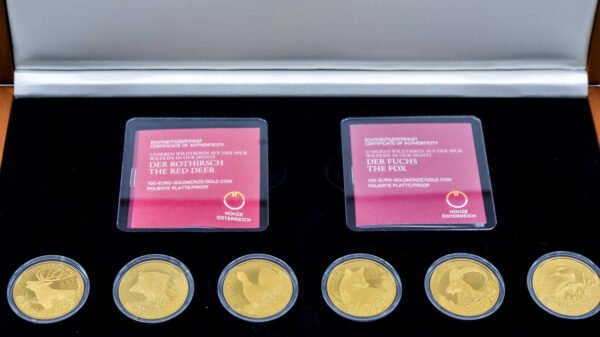 ECHTHEITSZERTIFIKAT
CERTIFICATE OF AUTHENTICITY
UNSEREN WILDTIEREN AUF DER SPUR
WILDLIFE IN OUR SIGHTS
DER ROTHIRSCH
THE RED DEER
100-EURO-GOLDMÜNZE/GOLD COIN
POLIERTE PLATTE/PROOF
MÜNZE
ÖSTERREICH
ECHTHEITSZERTIFIKAT
CERTIFICATE OF AUTHENTICITY
UNSEREN WILDTIEREN AUF DER SPUR
WILDLIFE IN OUR SIGHTS
DER FUCHS
THE FOX
100-EURO-GOLDMÜNZE/GOLD COIN
POLIERTE PLATTE/PROOF
MÜNZE
ÖSTERREICH